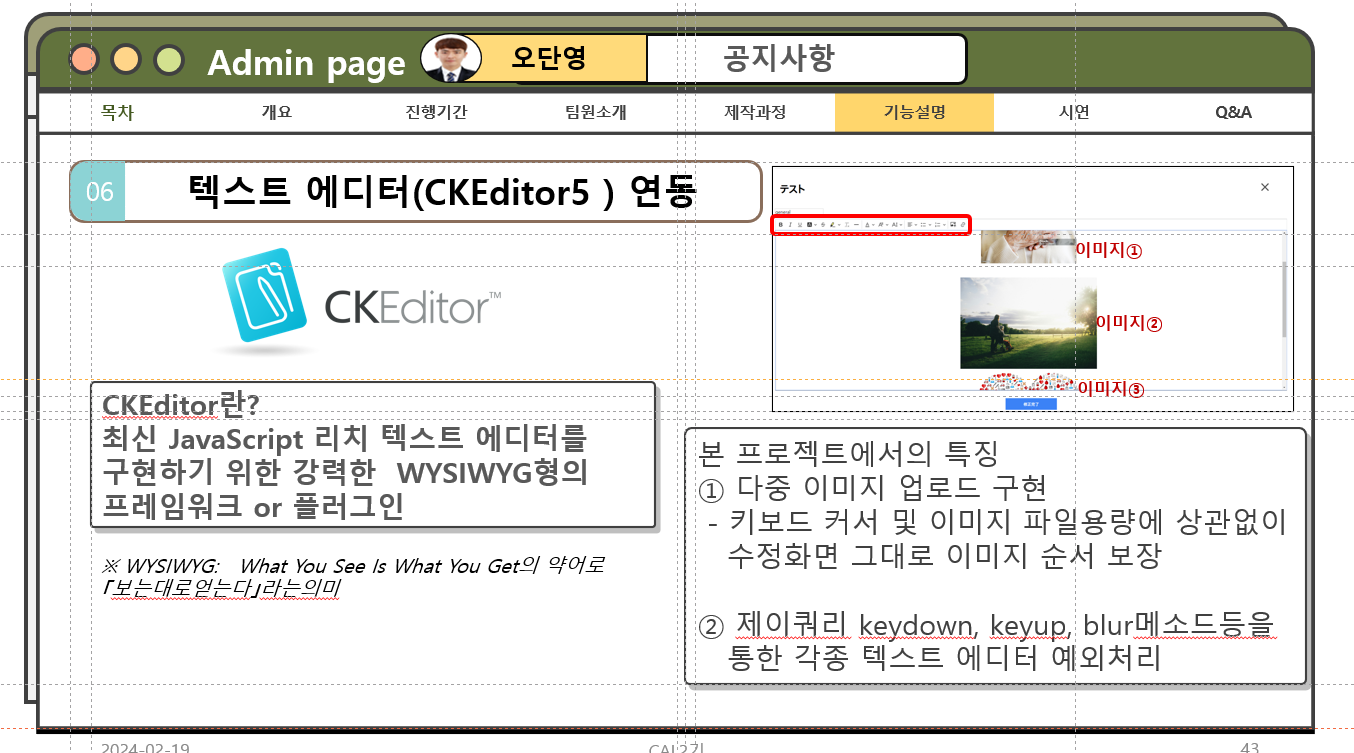 Admin page
오단영
공지사항
목차
개요
진행기간
팀원소개
제작과정
기능설명
시연
Q&A
06
텍스트 에디터(CKEditor5 ) 연동
CKEditor™
テスト
이미지①
이미지②
이미지③
CKEditor란?
최신 JavaScript 리치 텍스트 에디터를
구현하기 위한 강력한 WYSIWYG형의
프레임워크 or 플러그인
※ WYSIWYG: What You See Is What You Get의 약어로
「보는대로얻는다」라는의미
본 프로젝트에서의 특징
① 다중 이미지 업로드 구현
- 키보드 커서 및 이미지 파일용량에 상관없이
수정화면 그대로 이미지 순서 보장
② 제이쿼리 keydown, keyup, blur메소드등을
통한 각종 텍스트 에디터 예외처리
2024-02-19
43